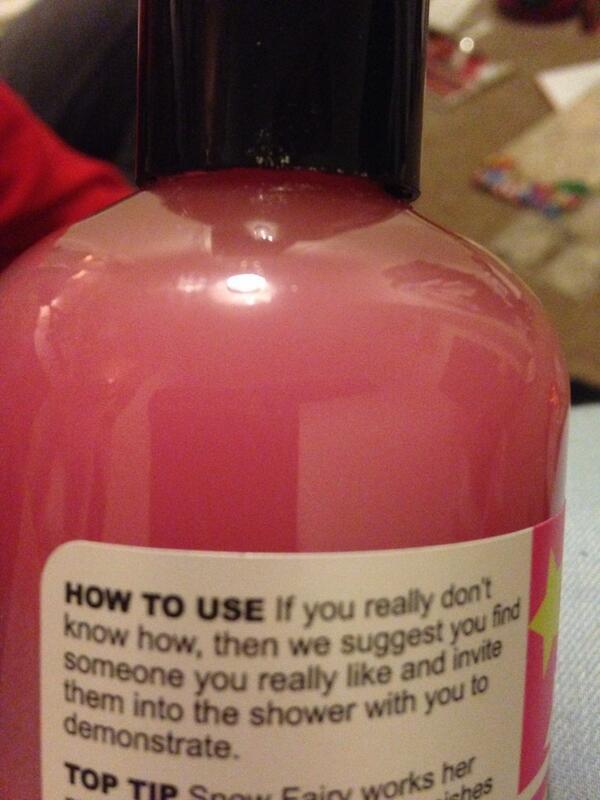 HOW TO USE If you really don't
know how, then we suggest you find
someone you really like and invite
them into the shower with you to
demonstrate.
TOP TIP Snow Fairy works her